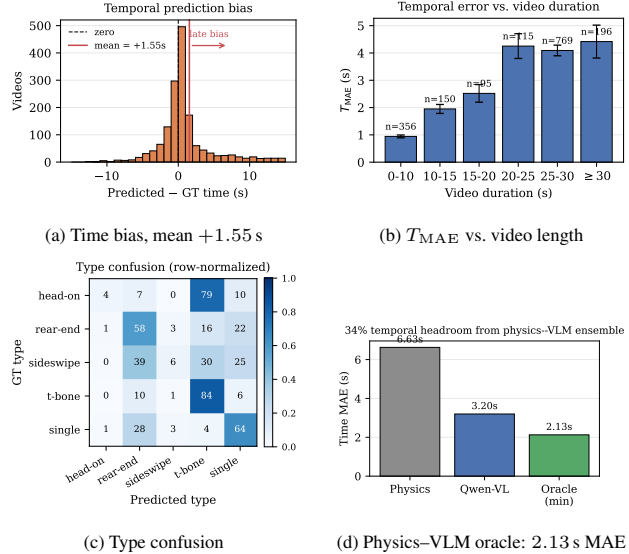 Temporal prediction bias
zero
mean = +1.55s
late bias
500
400
300
200
100
0
Videos
−10 0 10
Predicted − GT time (s)
(a) Time bias, mean +1.55 s
Temporal error vs. video duration
5
4
3
2
1
0
T_MAE (s)
n=356
n=150
n=95
n=115
n=769
n=196
0-10 10-15 15-20 20-25 25-30 ≥ 30
Video duration (s)
(b) T_MAE vs. video length
Type confusion (row-normalized)
GT type
head-on 4 7 0 79 10
rear-end 1 58 3 16 22
sideswipe 0 39 6 30 25
t-bone 0 10 1 84 6
single 1 28 3 4 64
head-on rear-end sideswipe t-bone single
Predicted type
1.0
0.8
0.6
0.4
0.2
0.0
(c) Type confusion
34% temporal headroom from physics--VLM ensemble
6
4
2
0
Time MAE (s)
6.63s
3.20s
2.13s
Physics Qwen-VL Oracle
(min)
(d) Physics–VLM oracle: 2.13 s MAE